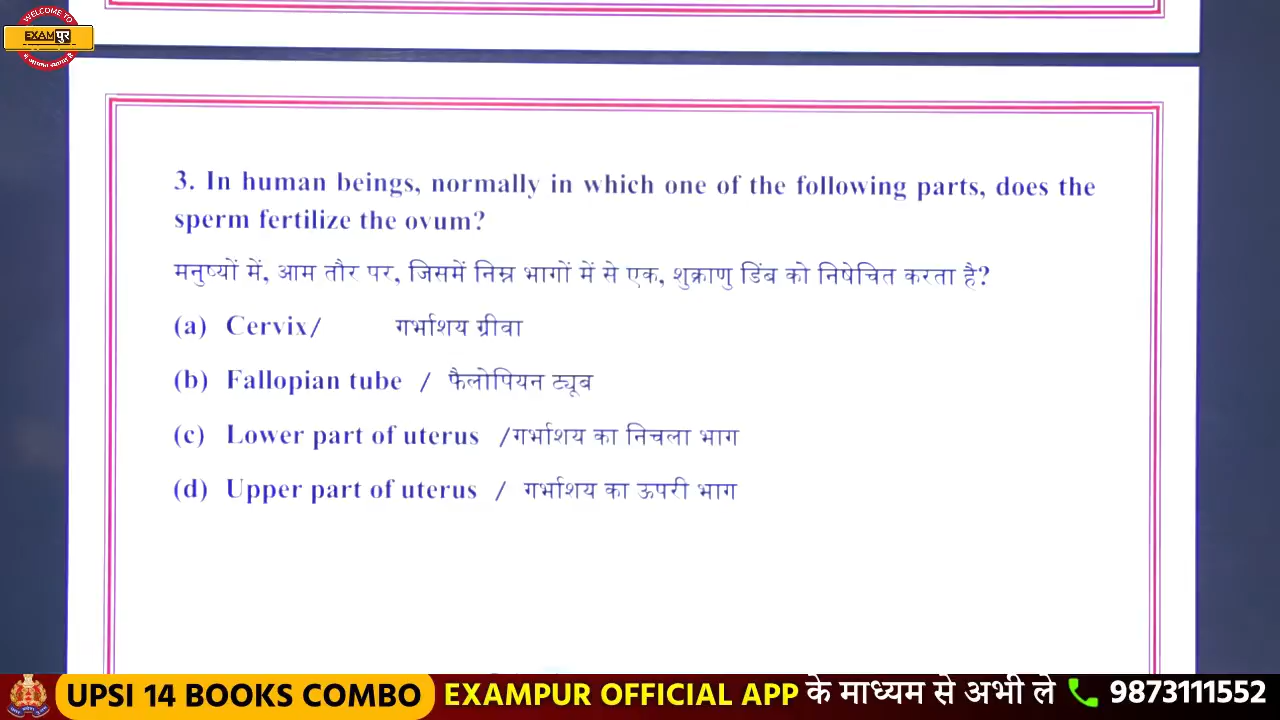 WELCOME TO
EXAMपुर
3. In human beings, normally in which one of the following parts, does the
sperm fertilize the ovum?
मनुष्यों में, आम तौर पर, जिसमें निम्न भागों में से एक, शुक्राणु डिंब को निषेचित करता है?
(a) Cervix/ गर्भाशय ग्रीवा
(b) Fallopian tube / फैलोपियन ट्यूब
(c) Lower part of uterus /गर्भाशय का निचला भाग
(d) Upper part of uterus / गर्भाशय का ऊपरी भाग
UPSI 14 BOOKS COMBO EXAMPUR OFFICIAL APP के माध्यम से अभी ले 9873111552